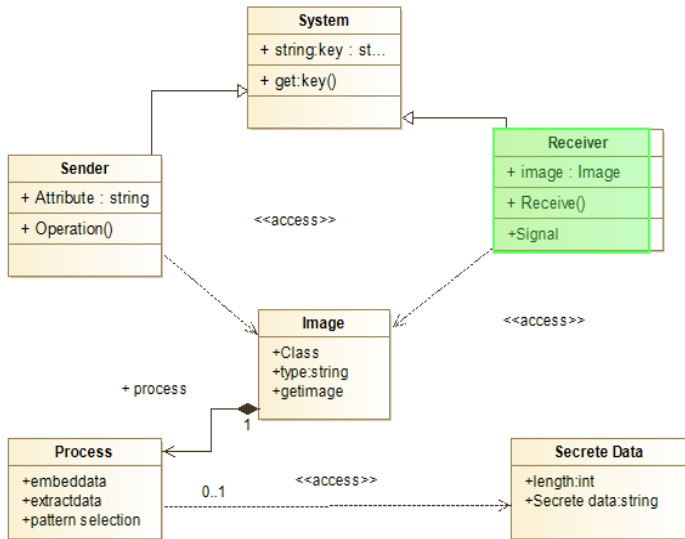 System
+ string:key : st...
+ get:key()
Sender
+ Attribute : string
+ Operation()
Receiver
+ image : Image
+ Receive()
+Signal
<<access>>
<<access>>
Image
+Class
+type:string
+getimage
+ process
1
Process
+embeddata
+extractdata
+pattern selection
0..1
<<access>>
Secrete Data
+length:int
+Secrete data:string